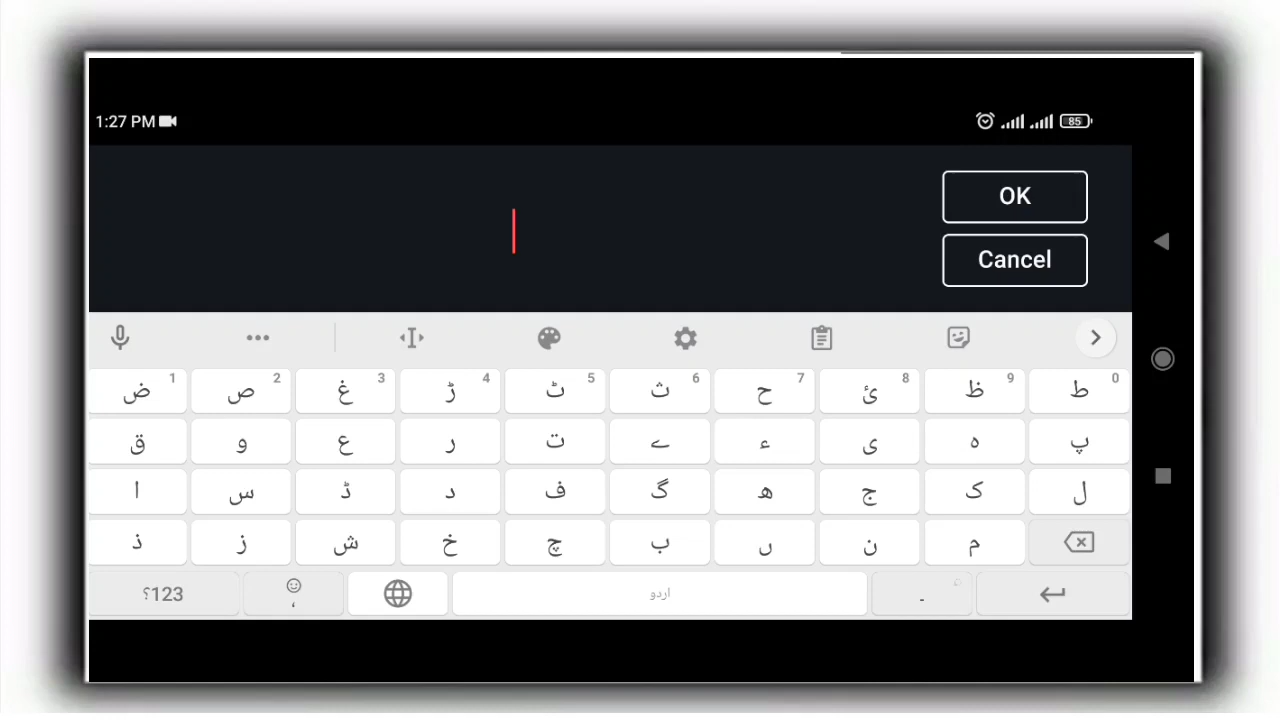 1:27 PM
85
OK
Cancel
ض 1 ص 2 غ 3 ڑ 4 ٹ 5 ث 6 ح 7 ئ 8 ظ 9 ط 0
ق و ع ر ت ے ء ی ہ پ
ا س ڈ د ف گ ھ ج ک ل
ذ ز ش خ چ ب ں ن م
؟123 ، اردو ۔